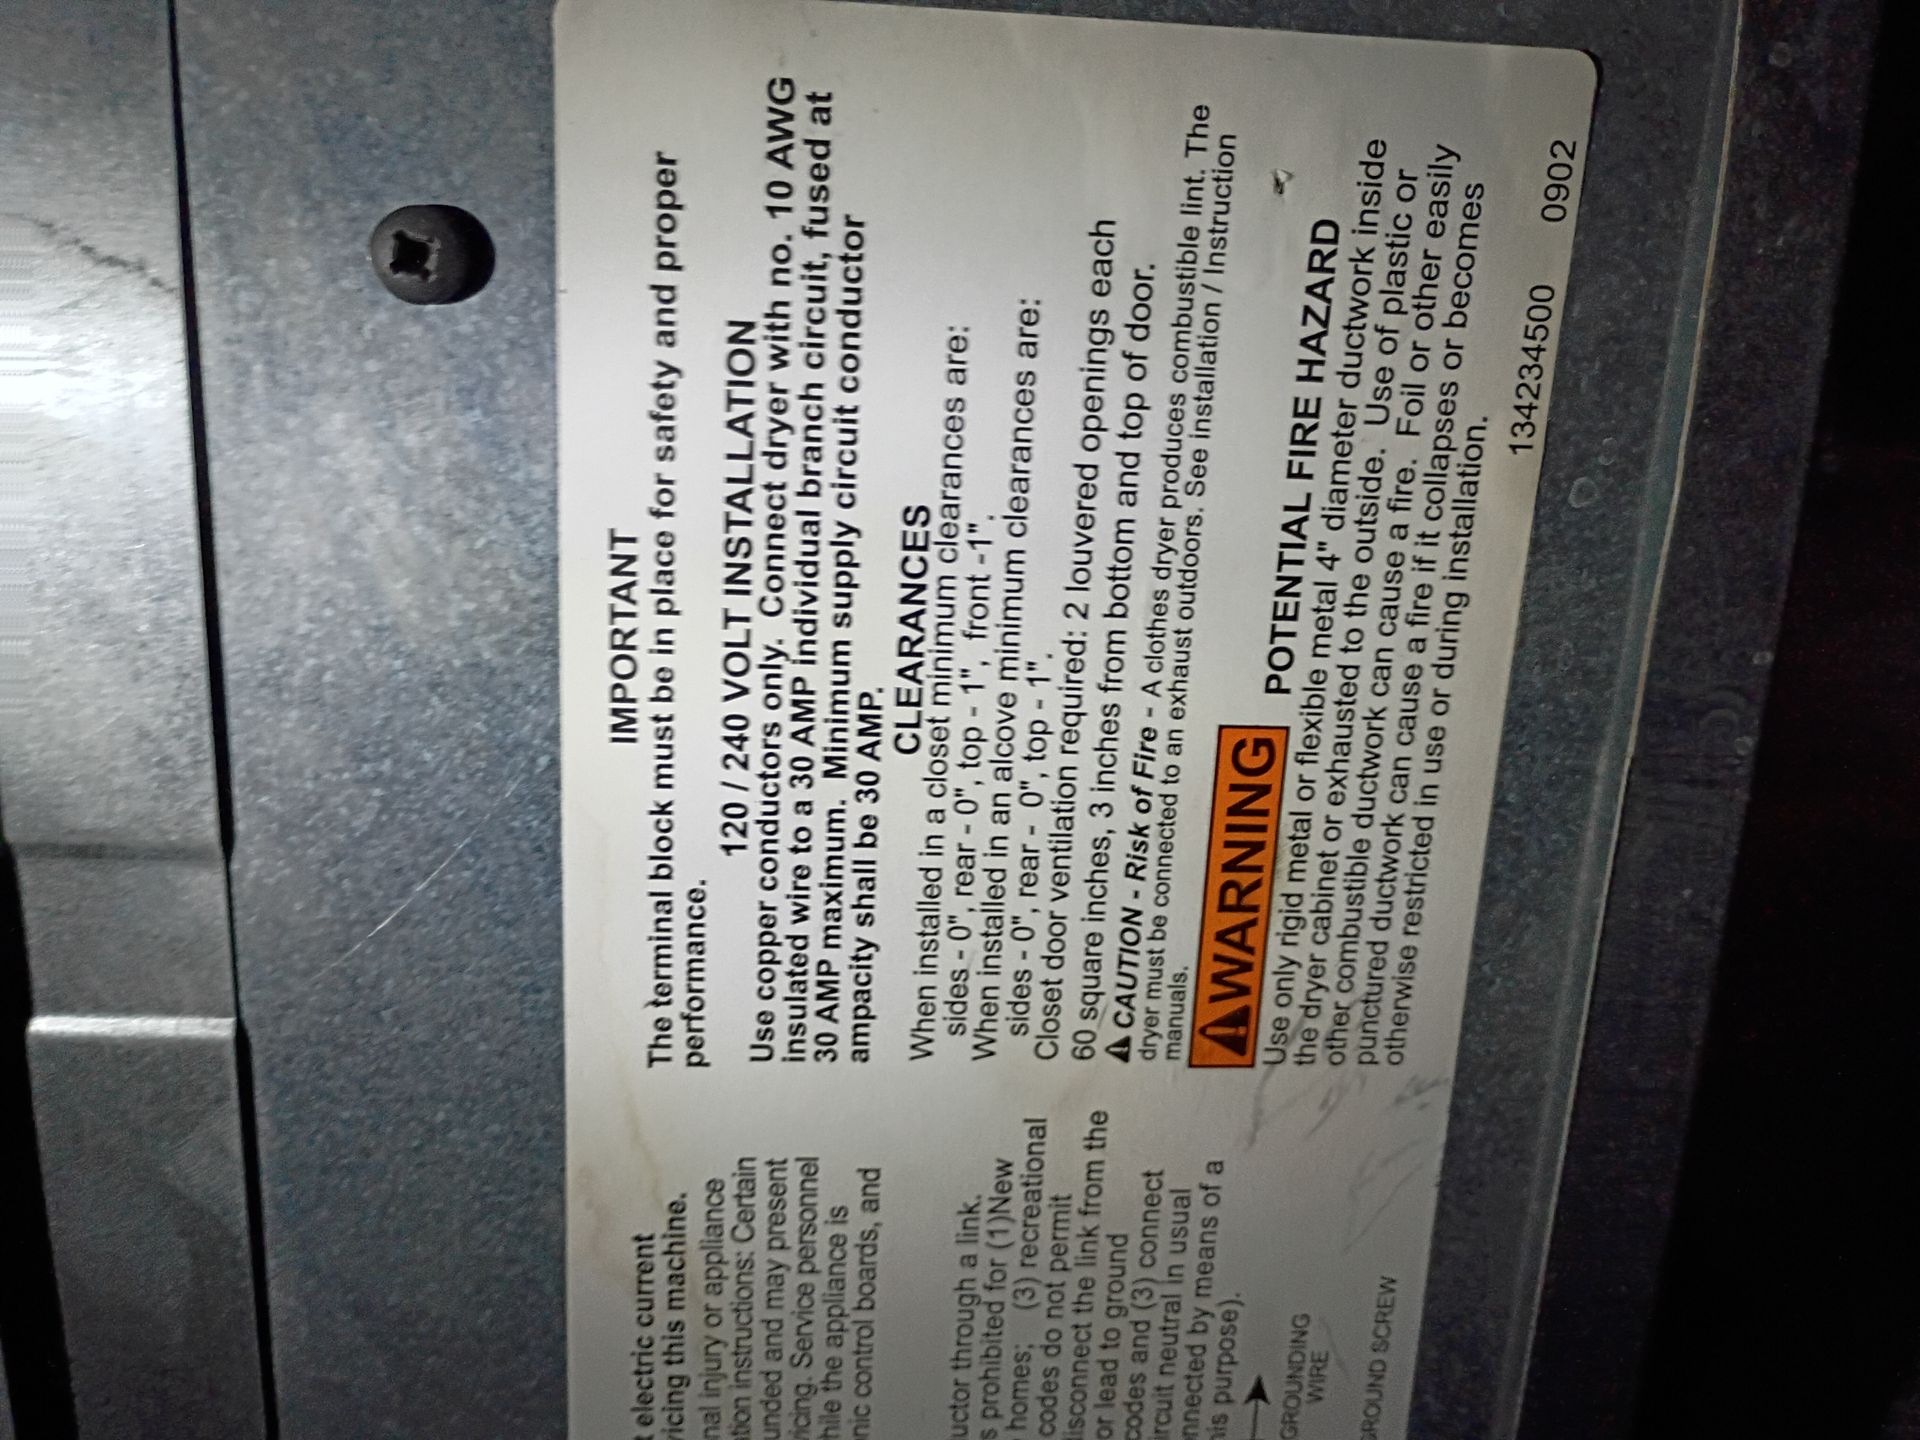 t electric current
vicing this machine.
nal injury or appliance
tion instructions: Certain
unded and may present
vicing. Service personnel
hile the appliance is
nic control boards, and
uctor through a link.
s prohibited for (1)New
homes; (3) recreational
codes do not permit
isconnect the link from the
or lead to ground
codes and (3) connect
ircuit neutral in usual
nnected by means of a
his purpose).
GROUNDING
WIRE
GROUND SCREW
IMPORTANT
The terminal block must be in place for safety and proper
performance.
120 / 240 VOLT INSTALLATION
Use copper conductors only. Connect dryer with no. 10 AWG
insulated wire to a 30 AMP individual branch circuit, fused at
30 AMP maximum. Minimum supply circuit conductor
ampacity shall be 30 AMP.
CLEARANCES
When installed in a closet minimum clearances are:
sides - 0", rear - 0", top - 1", front -1".
When installed in an alcove minimum clearances are:
sides - 0", rear - 0", top - 1".
Closet door ventilation required: 2 louvered openings each
60 square inches, 3 inches from bottom and top of door.
⚠ CAUTION - Risk of Fire - A clothes dryer produces combustible lint. The
dryer must be connected to an exhaust outdoors. See installation / Instruction
manuals.
⚠WARNING POTENTIAL FIRE HAZARD
Use only rigid metal or flexible metal 4" diameter ductwork inside
the dryer cabinet or exhausted to the outside. Use of plastic or
other combustible ductwork can cause a fire. Foil or other easily
punctured ductwork can cause a fire if it collapses or becomes
otherwise restricted in use or during installation.
134234500 0902